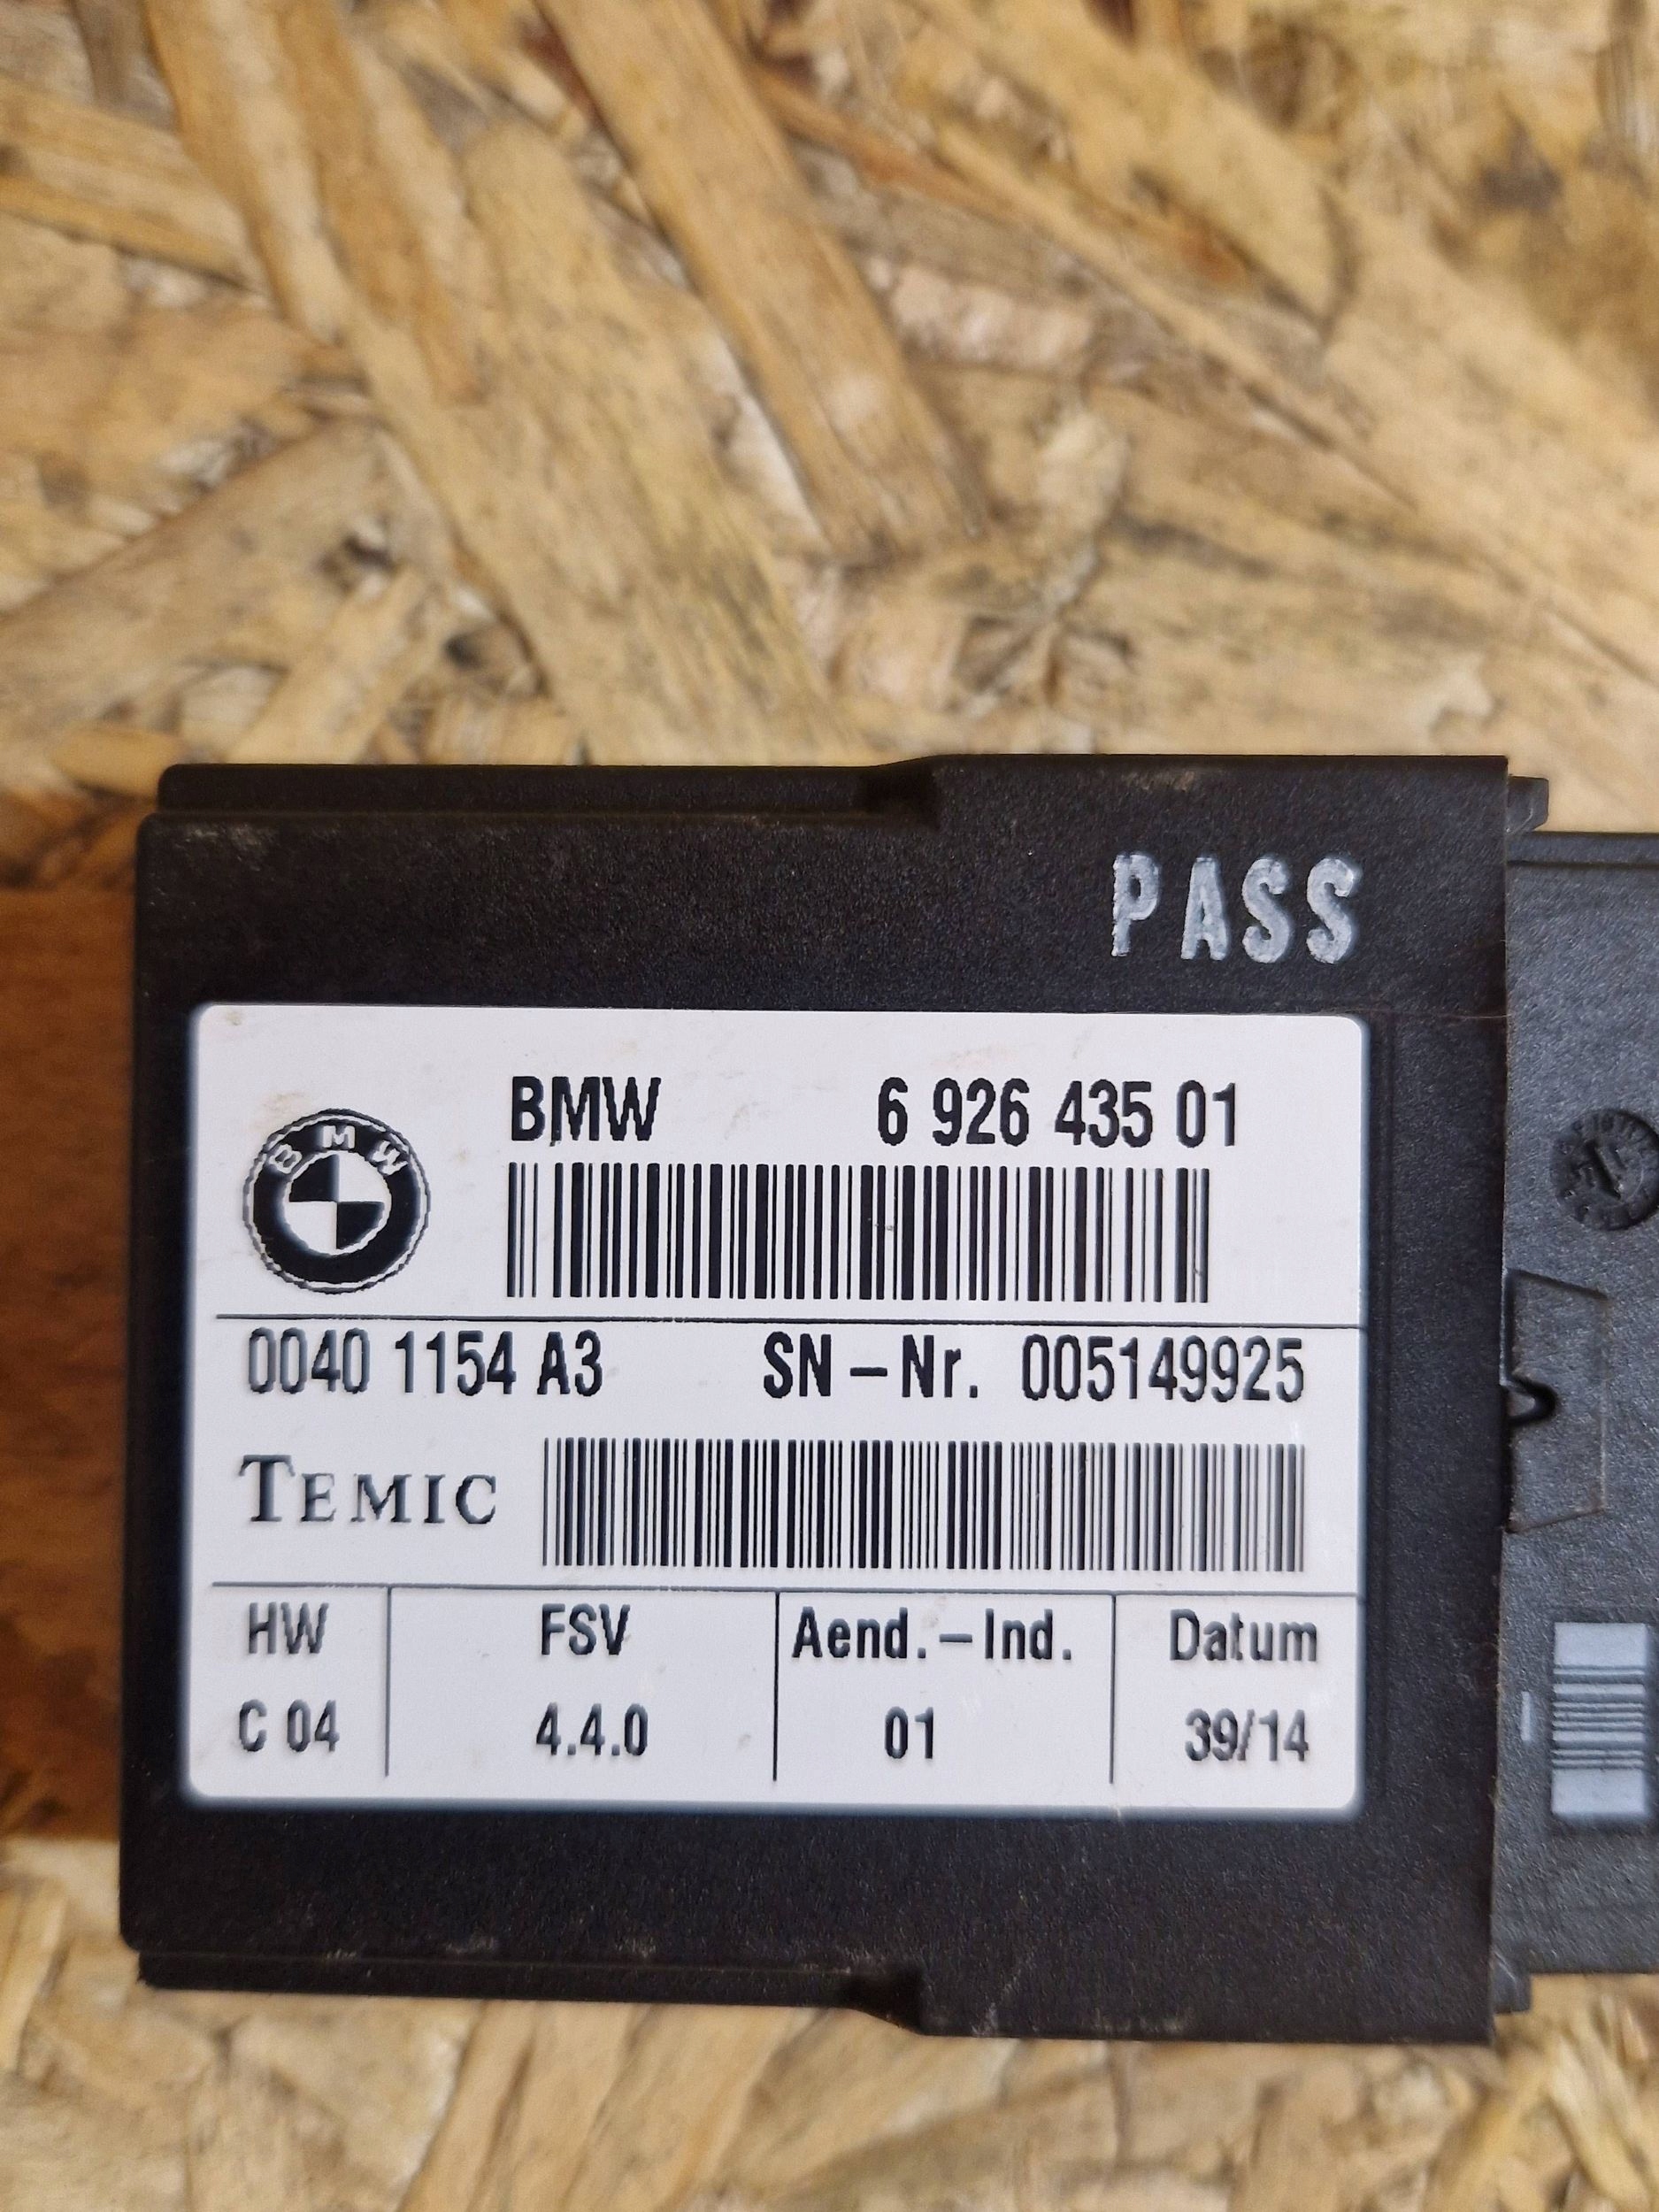 PASS
BMW 6 926 435 01
BMW
0040 1154 A3 SN-Nr. 005149925
TEMIC
HW FSV Aend.-Ind. Datum
C 04 4.4.0 01 39/14